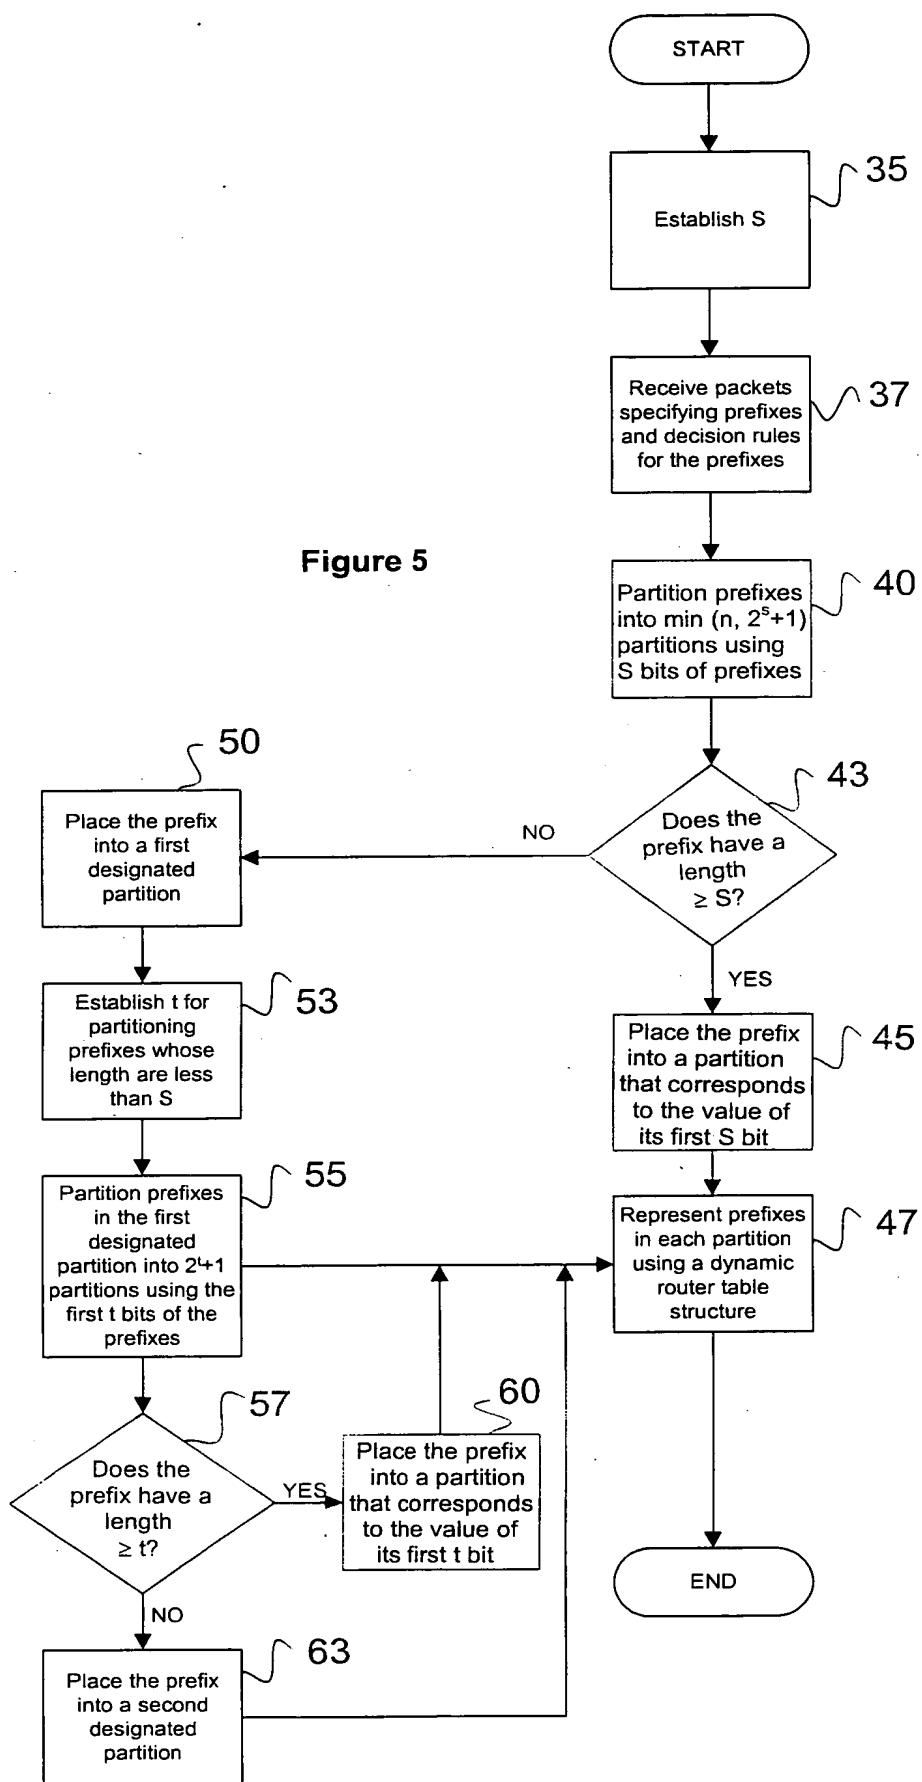 START
35
Establish S
37
Receive packets
specifying prefixes
and decision rules
for the prefixes
Figure 5
40
Partition prefixes
into min (n, 2^s+1)
partitions using
S bits of prefixes
43
Does the
prefix have a
length
≥ S?
NO
YES
50
Place the prefix
into a first
designated
partition
53
Establish t for
partitioning
prefixes whose
length are less
than S
45
Place the prefix
into a partition
that corresponds
to the value of
its first S bit
55
Partition prefixes
in the first
designated
partition into 2^t+1
partitions using the
first t bits of the
prefixes
47
Represent prefixes
in each partition
using a dynamic
router table
structure
57
Does the
prefix have a
length
≥ t?
YES
NO
60
Place the prefix
into a partition
that corresponds
to the value of
its first t bit
63
Place the prefix
into a second
designated
partition
END